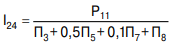 I₂₄ = P₁₁ / П₃+0,5П₅+0,1П₇+П₈